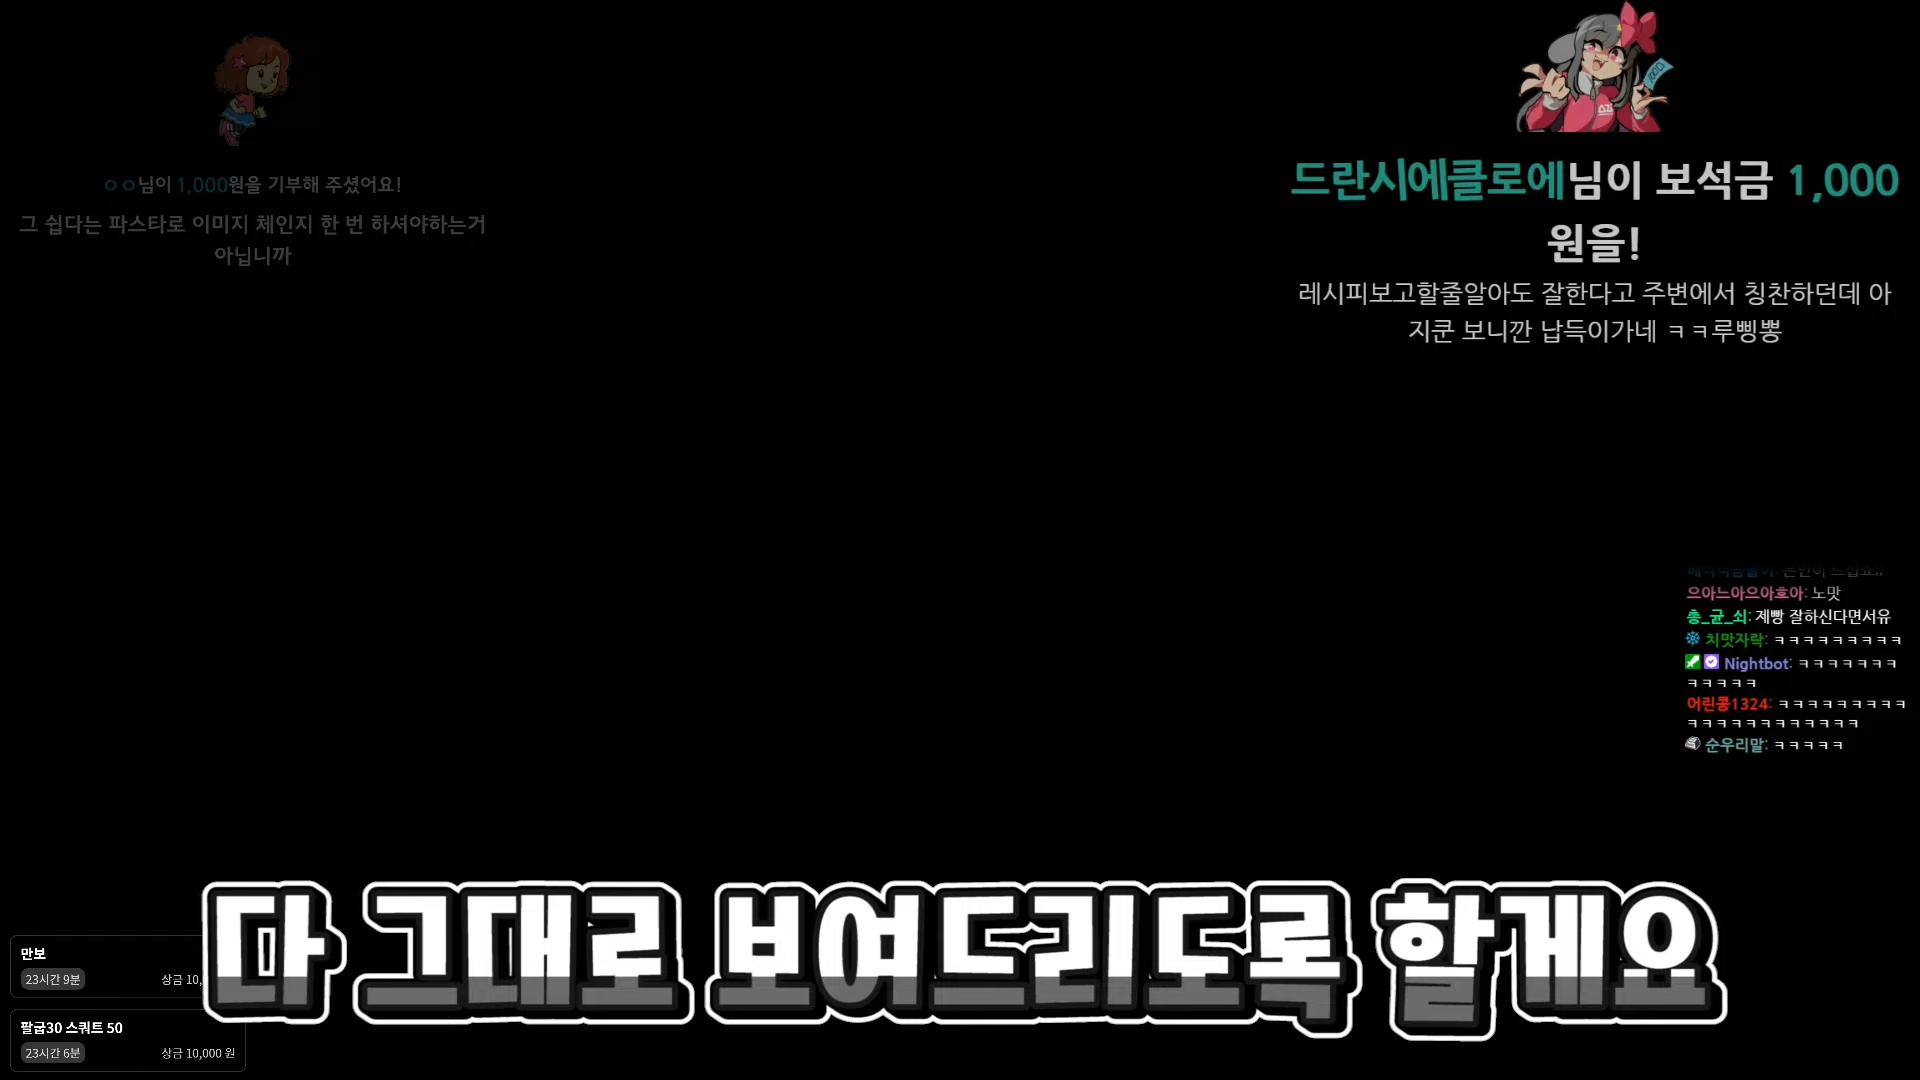 ㅇㅇ님이 1,000원을 기부해 주셨어요!
그 쉽다는 파스타로 이미지 체인지 한 번 하셔야하는거
아닙니까
드란시에클로에님이 보석금 1,000
원을!
레시피보고할줄알아도 잘한다고 주변에서 칭찬하던데 아
지쿤 보니깐 납득이가네 ㅋㅋ루삥뽕
으아느아으아흐아: 노맛
총_균_쇠: 제빵 잘하신다면서유
치맛자락: ㅋㅋㅋㅋㅋㅋㅋㅋㅋ
Nightbot: ㅋㅋㅋㅋㅋㅋㅋ
ㅋㅋㅋㅋㅋ
어린콩1324: ㅋㅋㅋㅋㅋㅋㅋㅋㅋ
ㅋㅋㅋㅋㅋㅋㅋㅋㅋㅋㅋㅋ
순우리말: ㅋㅋㅋㅋㅋ
다 그대로 보여드리도록 할게요
만보
23시간 9분 상금 10,
팔굽30 스쿼트 50
23시간 6분 상금 10,000 원